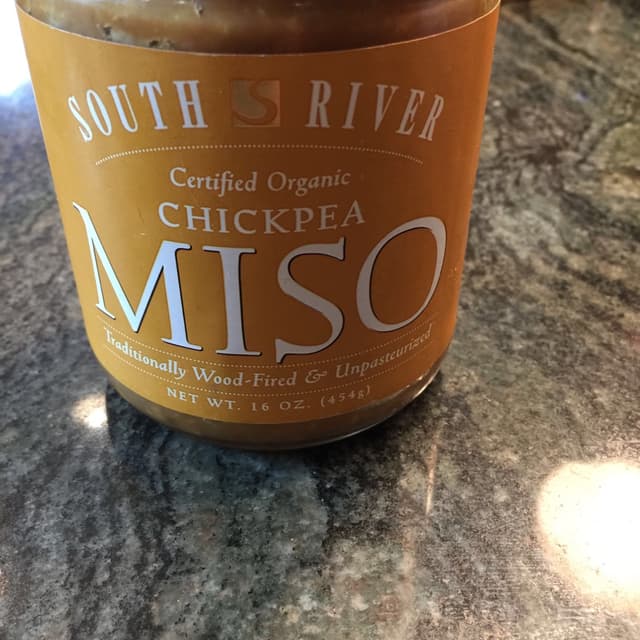 SOUTH RIVER
Certified Organic
CHICKPEA
MISO
Traditionally Wood-Fired & Unpasteurized
NET WT. 16 OZ. (454g)